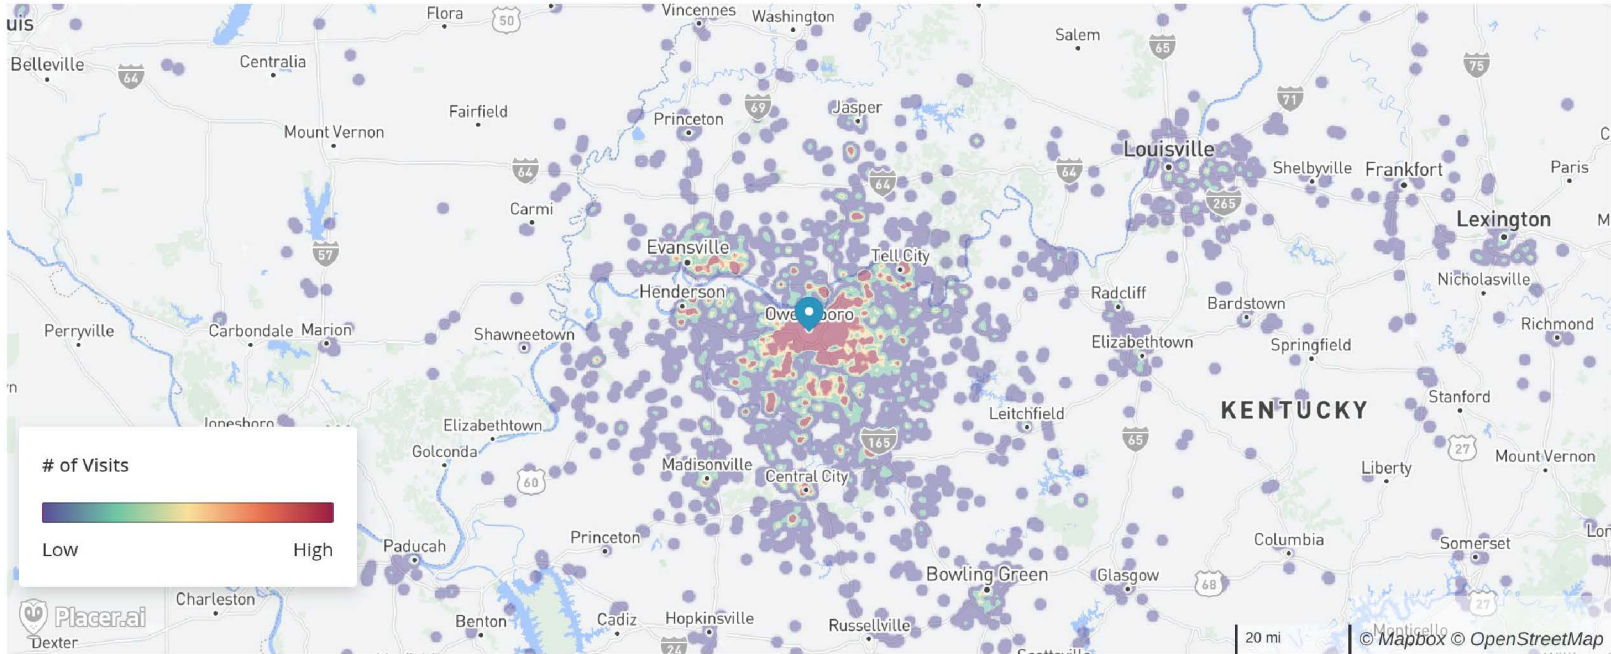 uis
Flora
50
Vincennes
Washington
Salem
65
Belleville
64
Centralia
75
71
69
Jasper
Fairfield
Princeton
Mount Vernon
Louisville
64
64
64
Shelbyville
Frankfort
Paris
Carmi
265
Lexington
M
57
Evansville
Tell City
Nicholasville
Henderson
Radcliff
Bardstown
Perryville
Carbondale
Marion
Shawneetown
Richmond
Elizabethtown
Springfield
KENTUCKY
Stanford
Leitchfield
Jonesboro
Elizabethtown
165
65
27
Golconda
Mount Vernon
# of Visits
Madisonville
Central City
Liberty
60
Low
High
Paducah
Princeton
Columbia
Somerset
Lon
Bowling Green
Glasgow
68
Charleston
27
Placer.ai
Benton
Cadiz
Hopkinsville
Russellville
Monticello
Dexter
24
20 mi
© Mapbox © OpenStreetMap